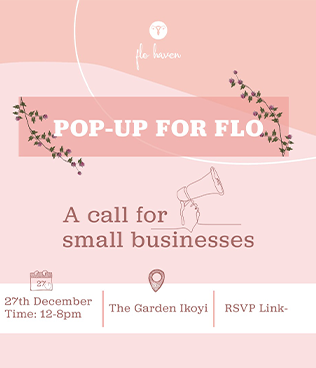 flo haven
POP-UP FOR FLO
A call for
small businesses
27
27th December
Time: 12-8pm
The Garden Ikoyi
RSVP Link-